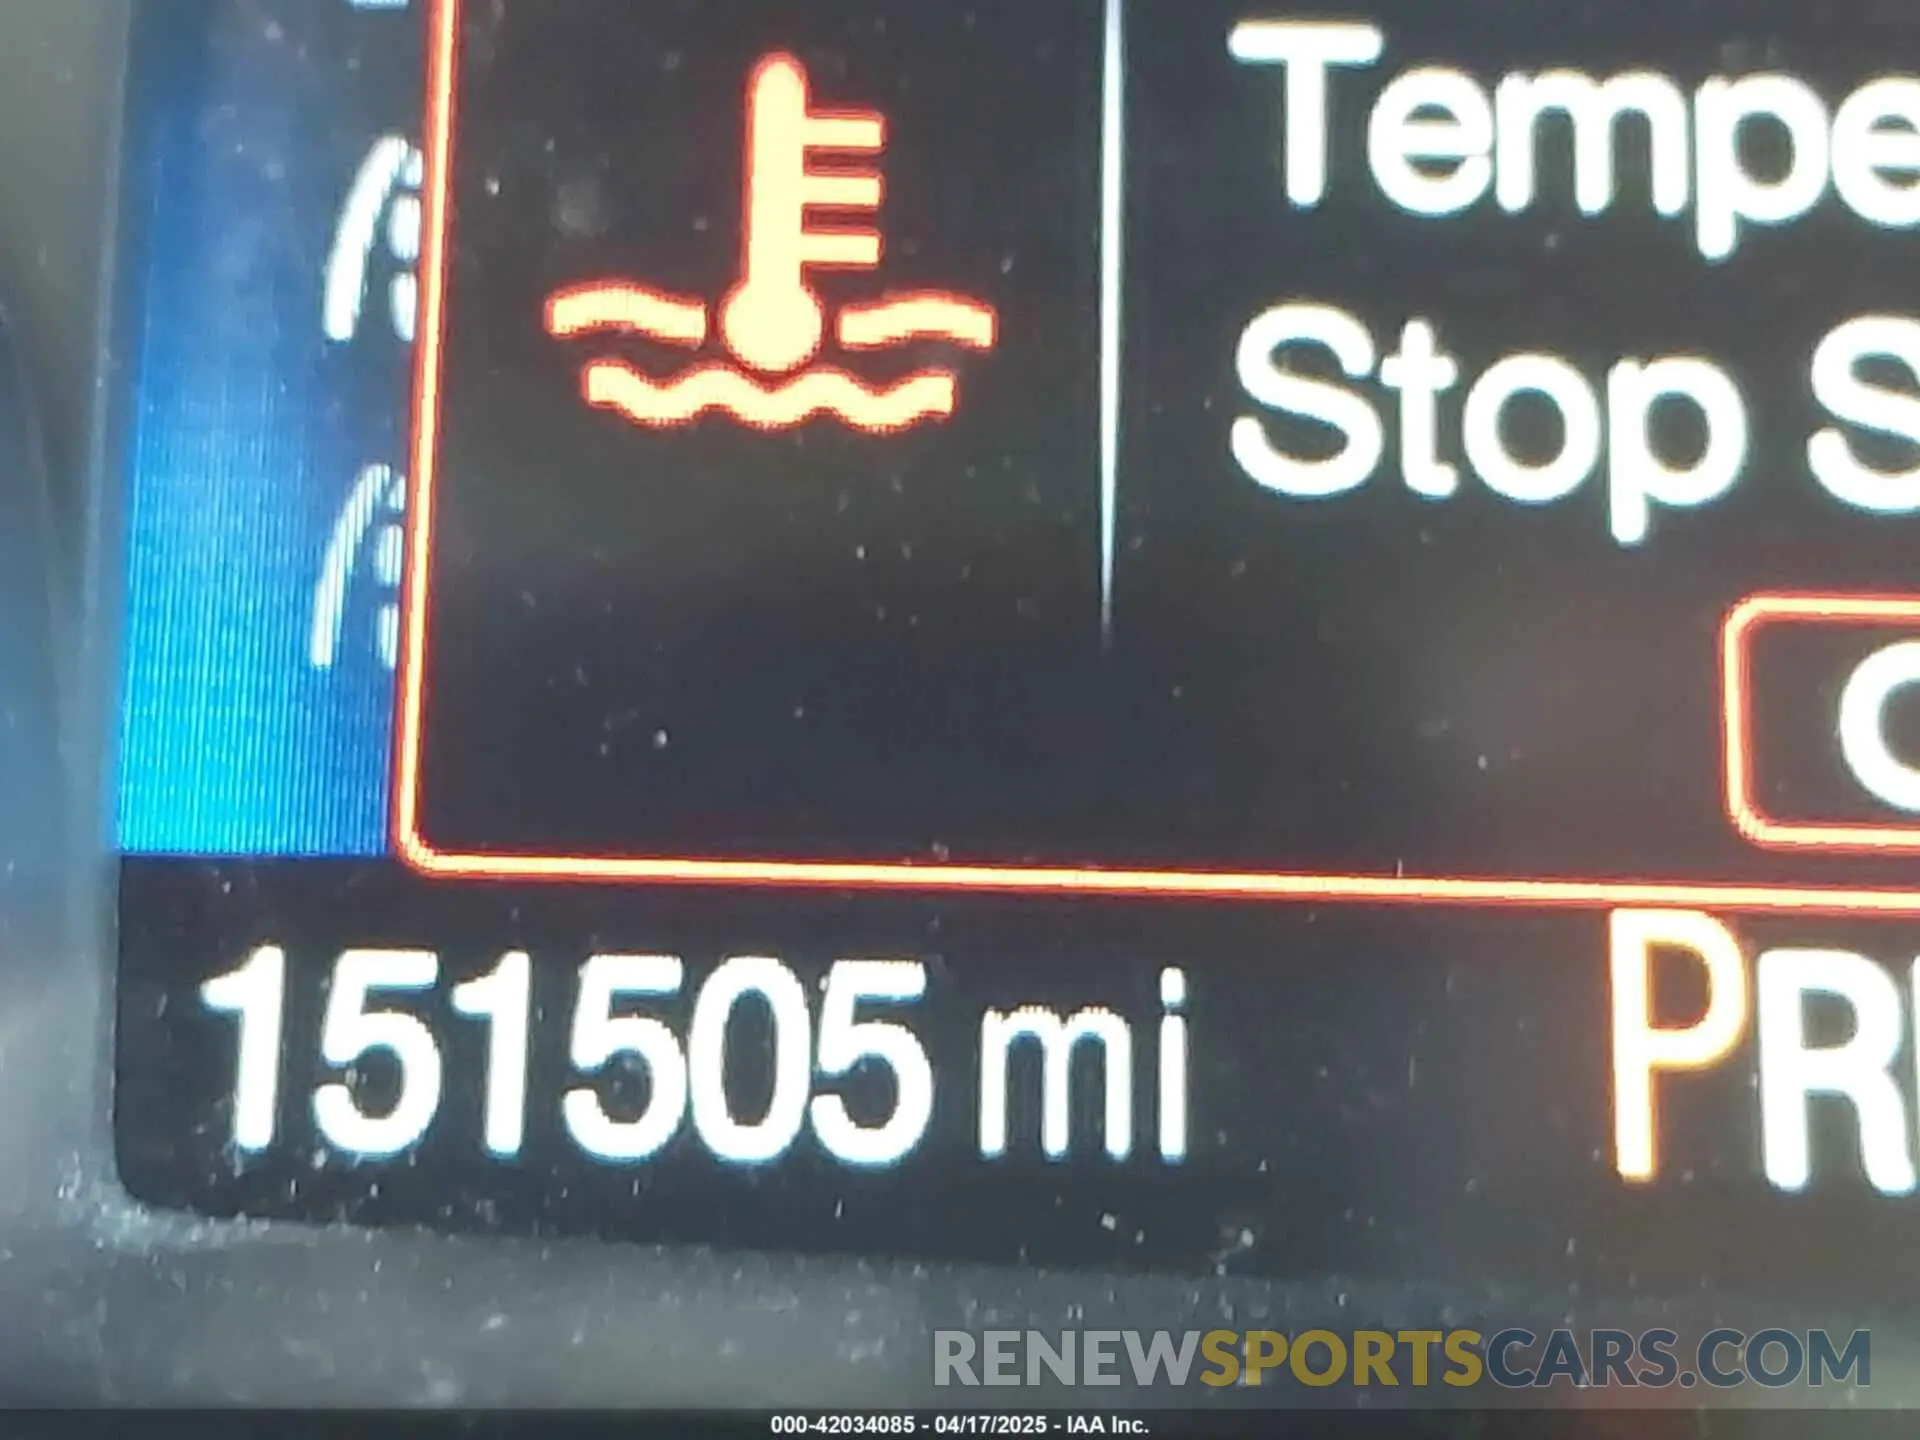 Tempe
Stop S
151505 mi
PR
RENEWSPORTSCARS.COM
000-42034085 - 04/17/2025 - IAA Inc.